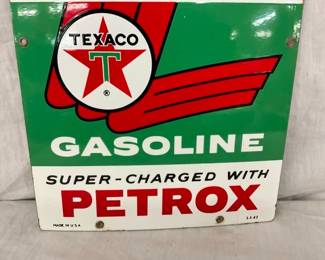 TEXACO
T
®
GASOLINE
SUPER-CHARGED WITH
PETROX
MADE IN U.S.A.